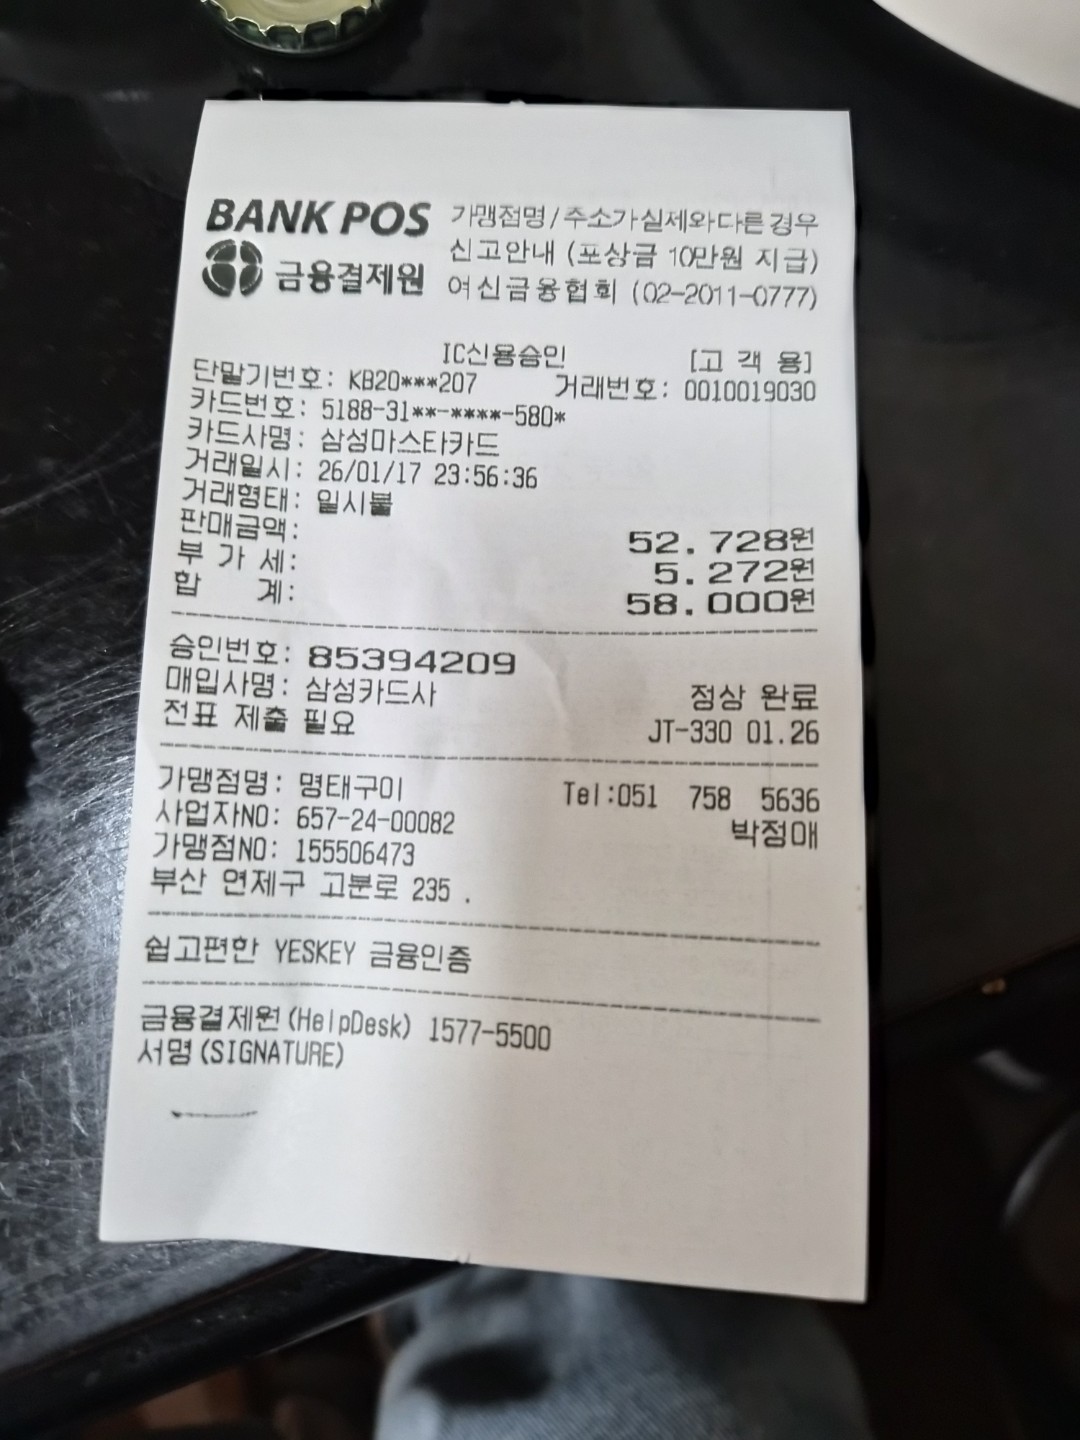 BANK POS 가맹점명/주소가실제와다른경우
신고안내 (포상금 10만원 지급)
금융결제원 여신금융협회 (02-2011-0777)
IC신용승인 [고 객 용]
단말기번호: KB20***207 거래번호: 0010019030
카드번호: 5188-31**-****-580*
카드사명: 삼성마스타카드
거래일시: 26/01/17 23:56:36
거래형태: 일시불
판매금액: 52.728원
부 가 세: 5.272원
합 계: 58.000원
승인번호: 85394209
매입사명: 삼성카드사 정상 완료
전표 제출 필요 JT-330 01.26
가맹점명: 명태구이 Tel:051 758 5636
사업자NO: 657-24-00082 박정매
가맹점NO: 155506473
부산 연제구 고분로 235 .
쉽고편한 YESKEY 금융인증
금융결제원(HelpDesk) 1577-5500
서명(SIGNATURE)